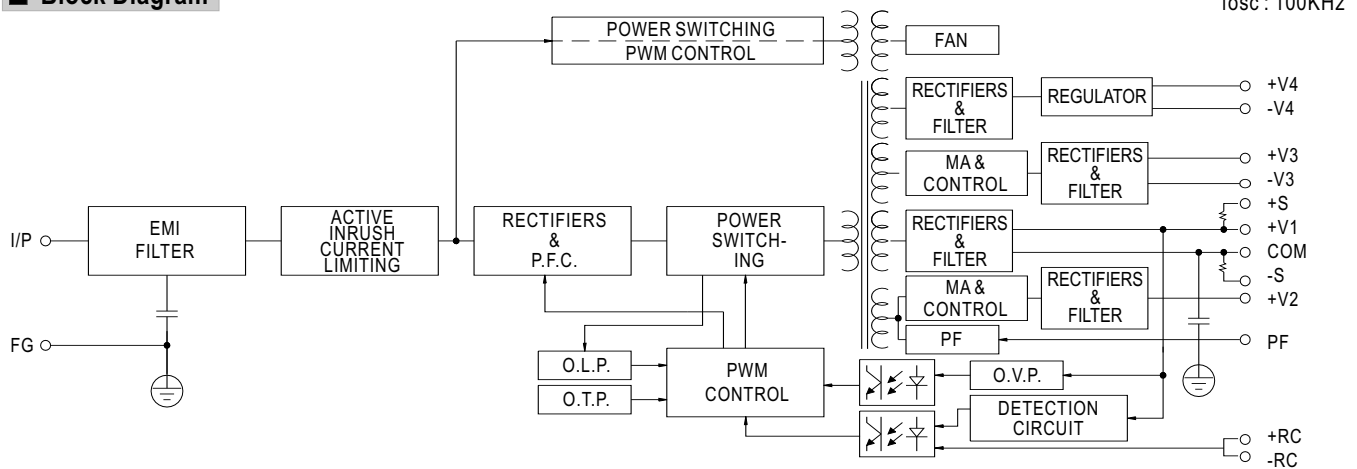 Block Diagram
fosc : 100KHz
POWER SWITCHING
PWM CONTROL
FAN
RECTIFIERS
&
FILTER
REGULATOR
+V4
-V4
MA &
CONTROL
RECTIFIERS
&
FILTER
+V3
-V3
I/P
EMI
FILTER
ACTIVE
INRUSH
CURRENT
LIMITING
RECTIFIERS
&
P.F.C.
POWER
SWITCH-
ING
RECTIFIERS
&
FILTER
+S
+V1
COM
-S
MA &
CONTROL
RECTIFIERS
&
FILTER
+V2
PF
PF
FG
O.L.P.
O.T.P.
PWM
CONTROL
O.V.P.
DETECTION
CIRCUIT
+RC
-RC